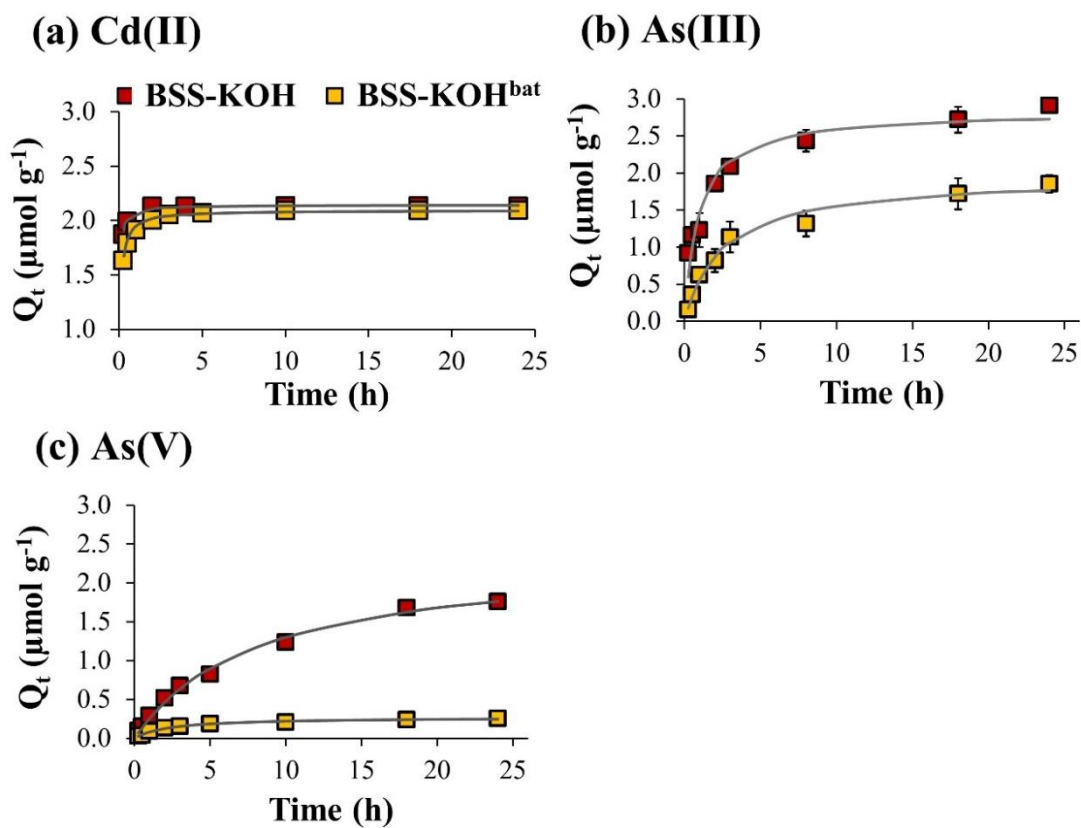 (a) Cd(II)
BSS-KOH BSS-KOHᵇᵃᵗ
3.0
2.5
2.0
1.5
1.0
Qₜ (µmol g⁻¹)
0 5 10 15 20 25
Time (h)
(b) As(III)
3.0
2.5
2.0
1.5
1.0
0.5
0.0
Qₜ (µmol g⁻¹)
0 5 10 15 20 25
Time (h)
(c) As(V)
3.0
2.5
2.0
1.5
1.0
0.5
0.0
Qₜ (µmol g⁻¹)
0 5 10 15 20 25
Time (h)